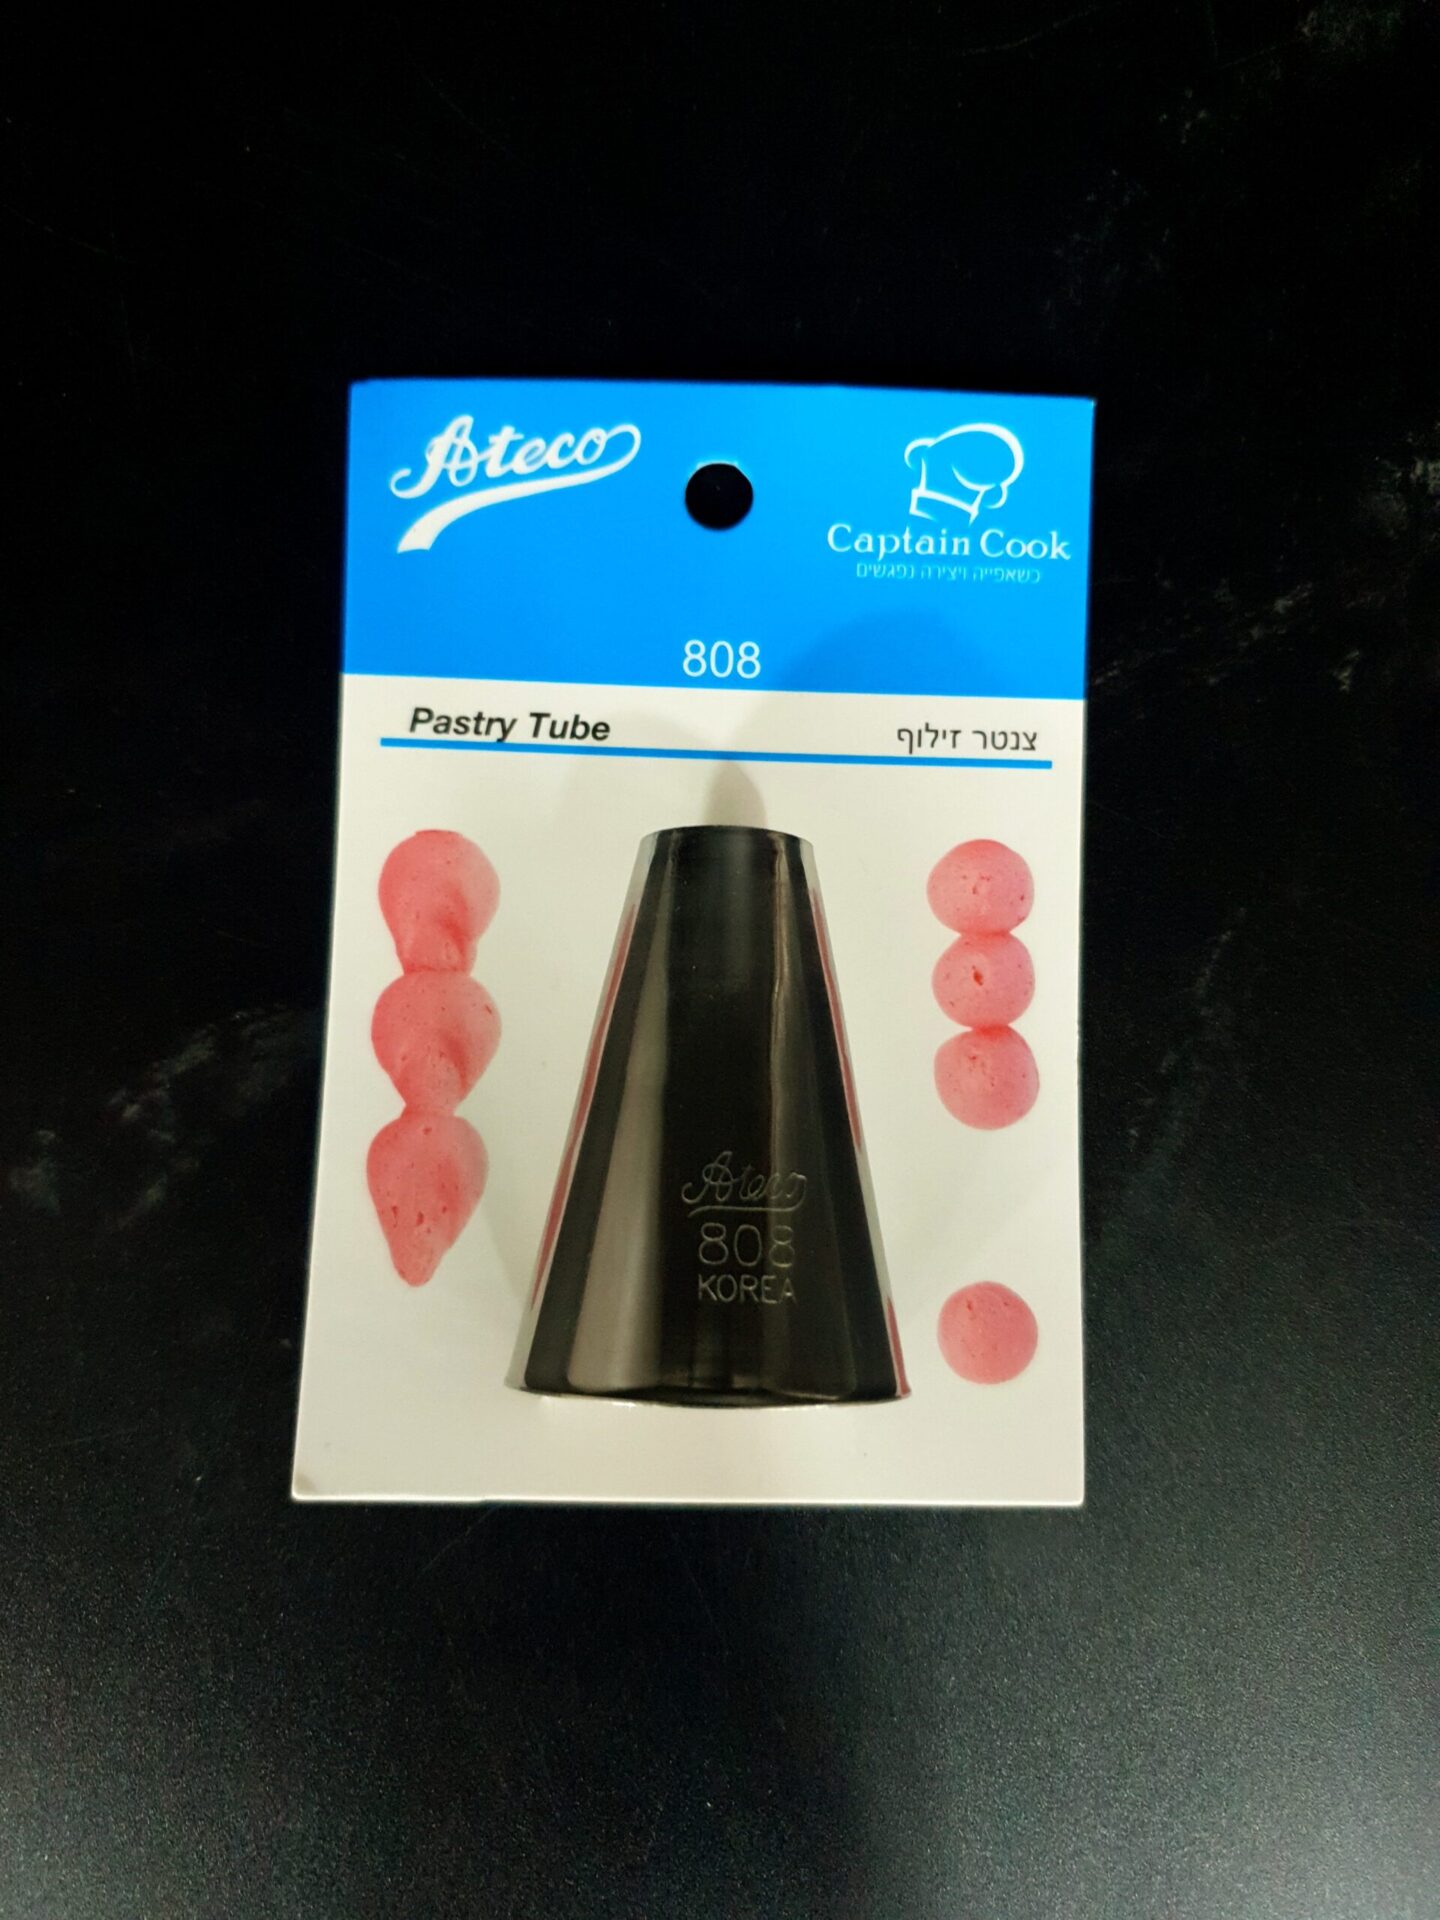 Ateco
Captain Cook
כשאפייה ויצירה נפגשים
808
Pastry Tube
צנטר זילוף
Ateco
808
KOREA